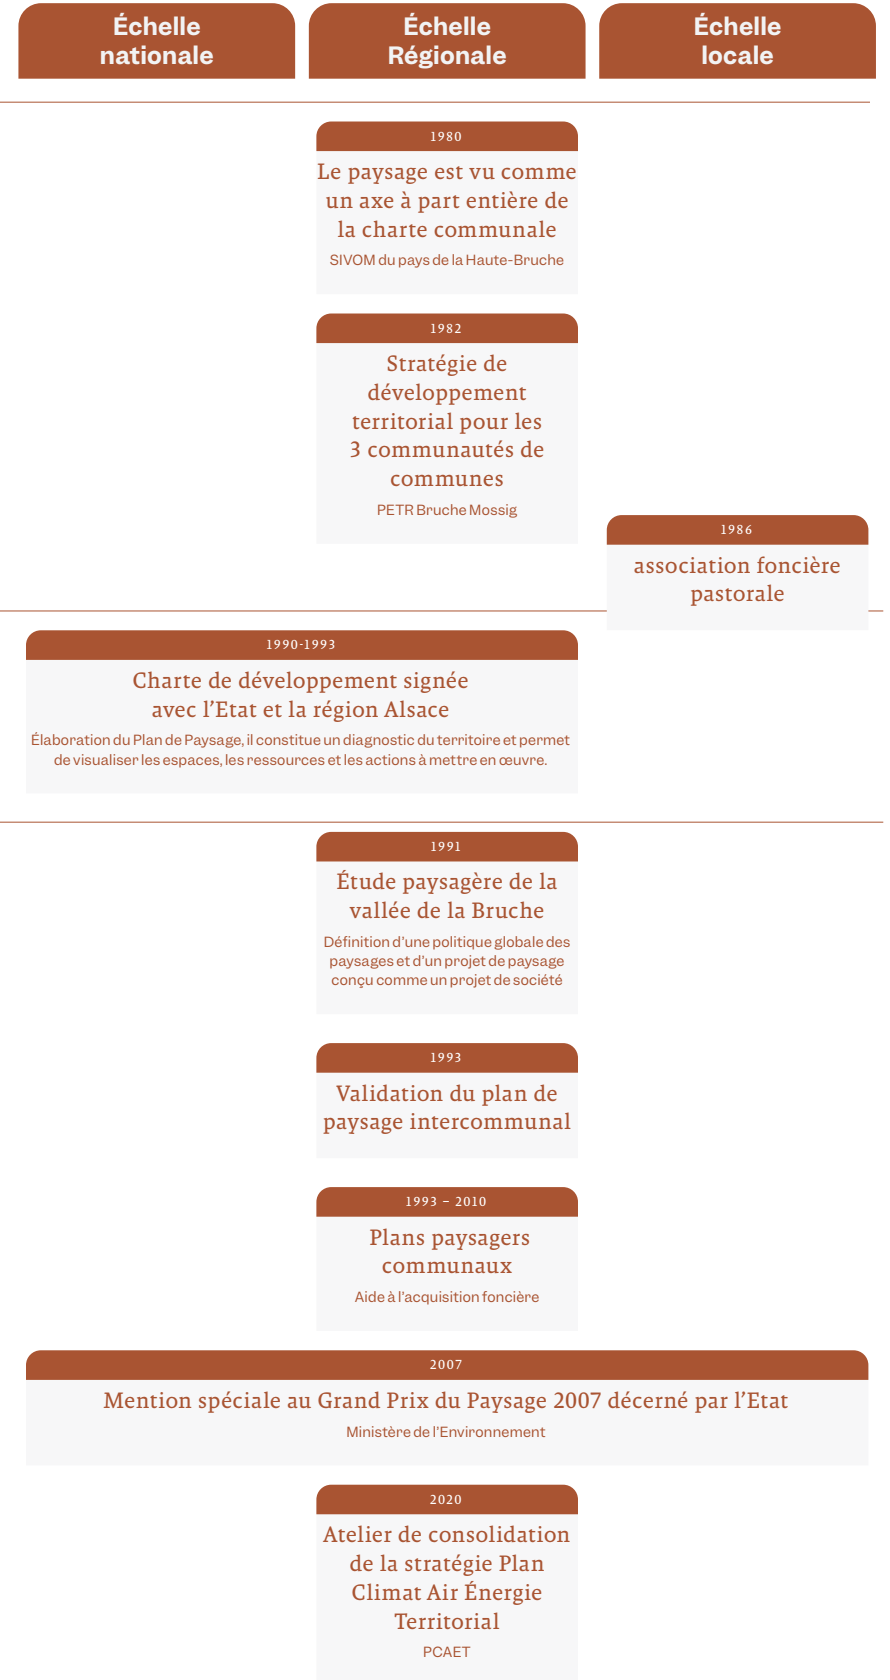 Échelle
nationale
Échelle
Régionale
Échelle
locale
1980
Le paysage est vu comme
un axe à part entière de
la charte communale
SIVOM du pays de la Haute-Bruche
1982
Stratégie de
développement
territorial pour les
3 communautés de
communes
PETR Bruche Mossig
1986
association foncière
pastorale
1990-1993
Charte de développement signée
avec l'Etat et la région Alsace
Élaboration du Plan de Paysage, il constitue un diagnostic du territoire et permet
de visualiser les espaces, les ressources et les actions à mettre en œuvre.
1991
Étude paysagère de la
vallée de la Bruche
Définition d'une politique globale des
paysages et d'un projet de paysage
conçu comme un projet de société
1993
Validation du plan de
paysage intercommunal
1993 – 2010
Plans paysagers
communaux
Aide à l'acquisition foncière
2007
Mention spéciale au Grand Prix du Paysage 2007 décerné par l'Etat
Ministère de l'Environnement
2020
Atelier de consolidation
de la stratégie Plan
Climat Air Énergie
Territorial
PCAET